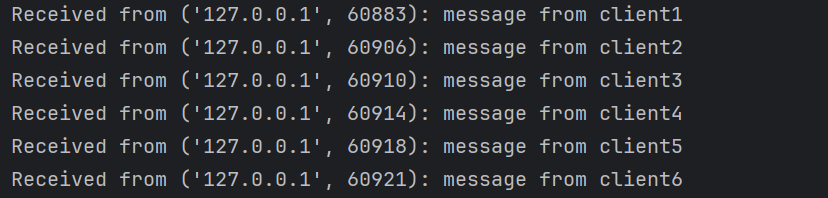 Received from ('127.0.0.1', 60883): message from client1
Received from ('127.0.0.1', 60906): message from client2
Received from ('127.0.0.1', 60910): message from client3
Received from ('127.0.0.1', 60914): message from client4
Received from ('127.0.0.1', 60918): message from client5
Received from ('127.0.0.1', 60921): message from client6